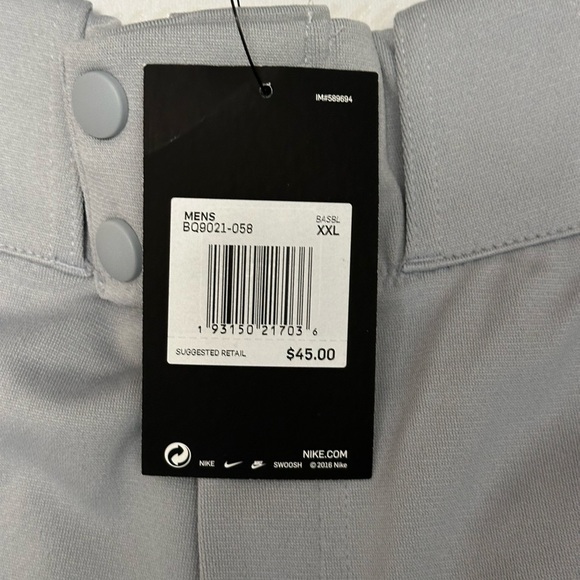 IM#589694
MENS BASBL
BQ9021-058 XXL
1 93150 21703 6
SUGGESTED RETAIL $45.00
NIKE.COM
NIKE SWOOSH © 2016 Nike